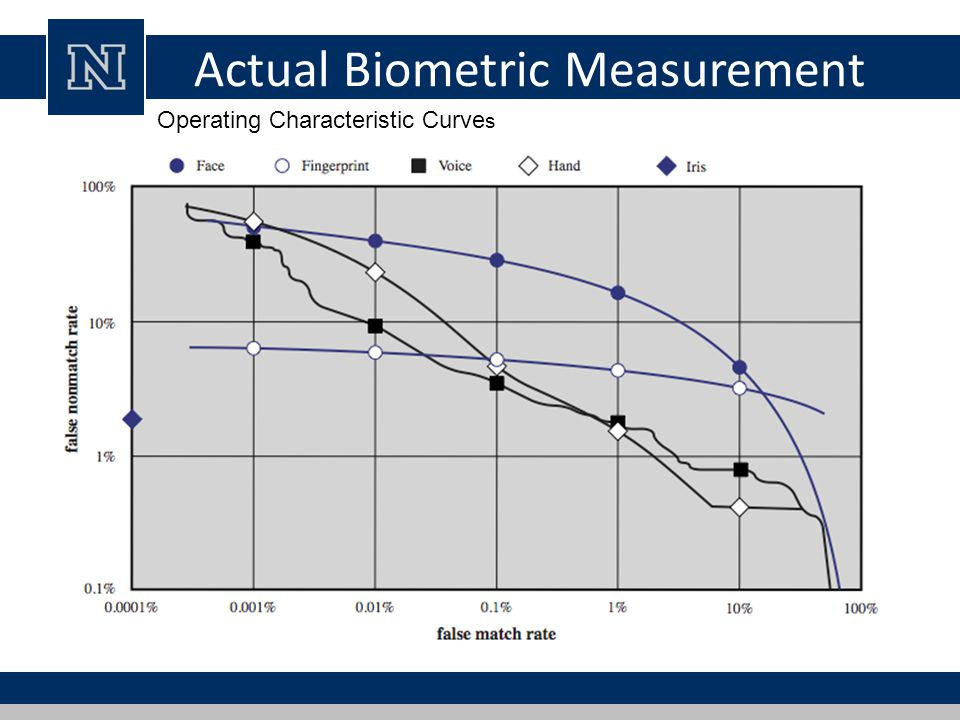 N
Actual Biometric Measurement
Operating Characteristic Curves
Face Fingerprint Voice Hand Iris
100%
10%
1%
0.1%
false nonmatch rate
0.0001% 0.001% 0.01% 0.1% 1% 10% 100%
false match rate